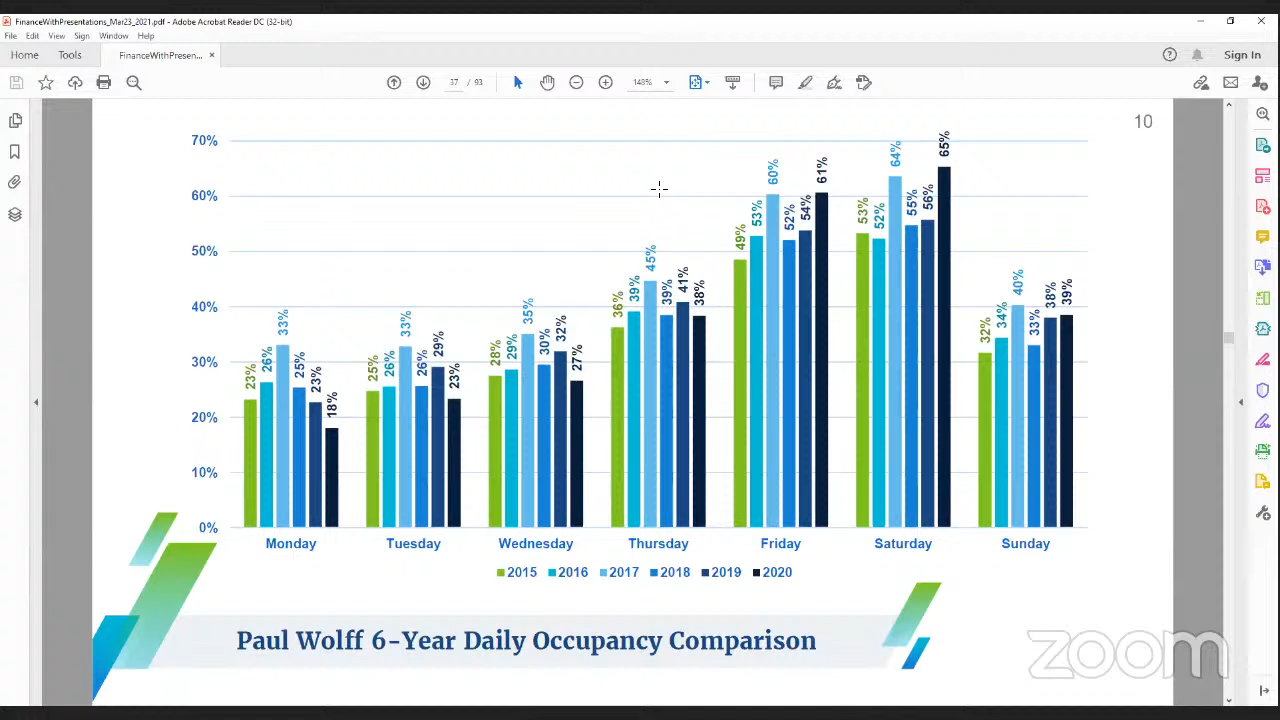 FinanceWithPresentations_Mar23_2021.pdf - Adobe Acrobat Reader DC (32-bit)
File Edit View Sign Window Help
Home Tools FinanceWithPresen... × Sign In
37 / 93 148%
10
70%
60%
50%
40%
30%
20%
10%
0%
23% 26% 33% 25% 23% 18%
25% 26% 33% 26% 29% 23%
28% 29% 35% 30% 32% 27%
36% 39% 45% 39% 41% 38%
49% 53% 60% 52% 54% 61%
53% 52% 64% 55% 56% 65%
32% 34% 40% 33% 38% 39%
Monday Tuesday Wednesday Thursday Friday Saturday Sunday
2015 2016 2017 2018 2019 2020
Paul Wolff 6-Year Daily Occupancy Comparison
zoom